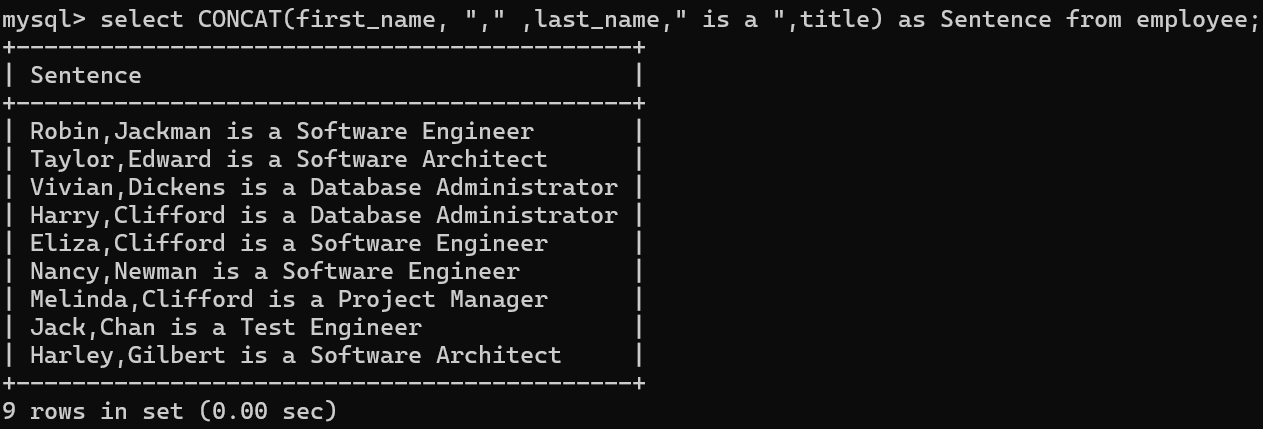 mysql> select CONCAT(first_name, "," ,last_name," is a ",title) as Sentence from employee;
+--------------------------------------------+
| Sentence                                   |
+--------------------------------------------+
| Robin,Jackman is a Software Engineer       |
| Taylor,Edward is a Software Architect      |
| Vivian,Dickens is a Database Administrator |
| Harry,Clifford is a Database Administrator |
| Eliza,Clifford is a Software Engineer      |
| Nancy,Newman is a Software Engineer        |
| Melinda,Clifford is a Project Manager      |
| Jack,Chan is a Test Engineer               |
| Harley,Gilbert is a Software Architect     |
+--------------------------------------------+
9 rows in set (0.00 sec)